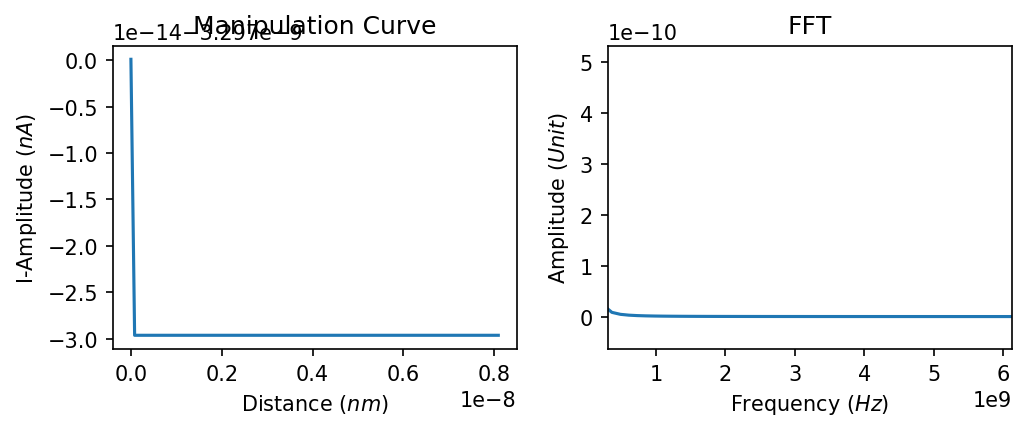 Manipulation Curve
1e−14−3.297e−9
0.0
−0.5
−1.0
−1.5
−2.0
−2.5
−3.0
I-Amplitude (nA)
0.0 0.2 0.4 0.6 0.8
1e−8
Distance (nm)
FFT
1e−10
5
4
3
2
1
0
Amplitude (Unit)
1 2 3 4 5 6
1e9
Frequency (Hz)